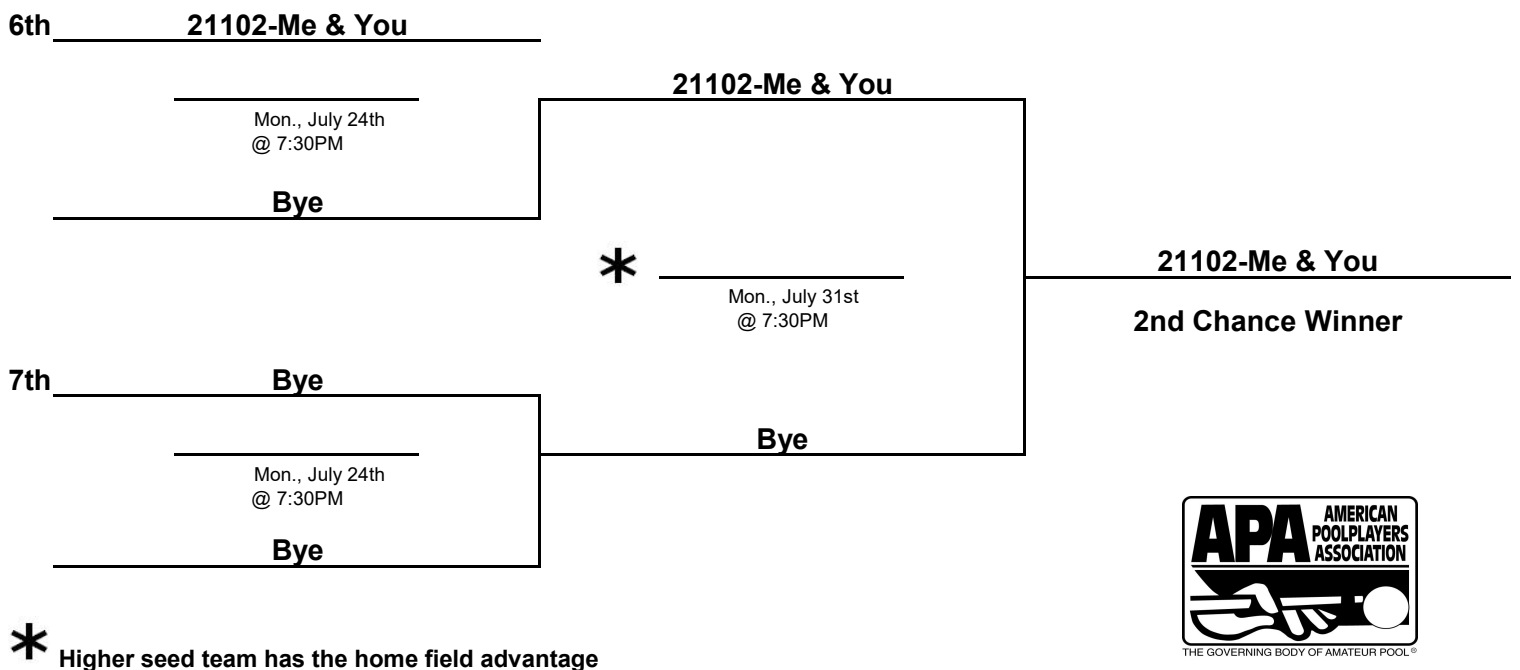 6th 21102-Me & You
21102-Me & You
Mon., July 24th
@ 7:30PM
Bye
21102-Me & You
* 
Mon., July 31st
@ 7:30PM
2nd Chance Winner
7th Bye
Bye
Mon., July 24th
@ 7:30PM
Bye
APA AMERICAN
POOLPLAYERS
ASSOCIATION
THE GOVERNING BODY OF AMATEUR POOL®
* Higher seed team has the home field advantage